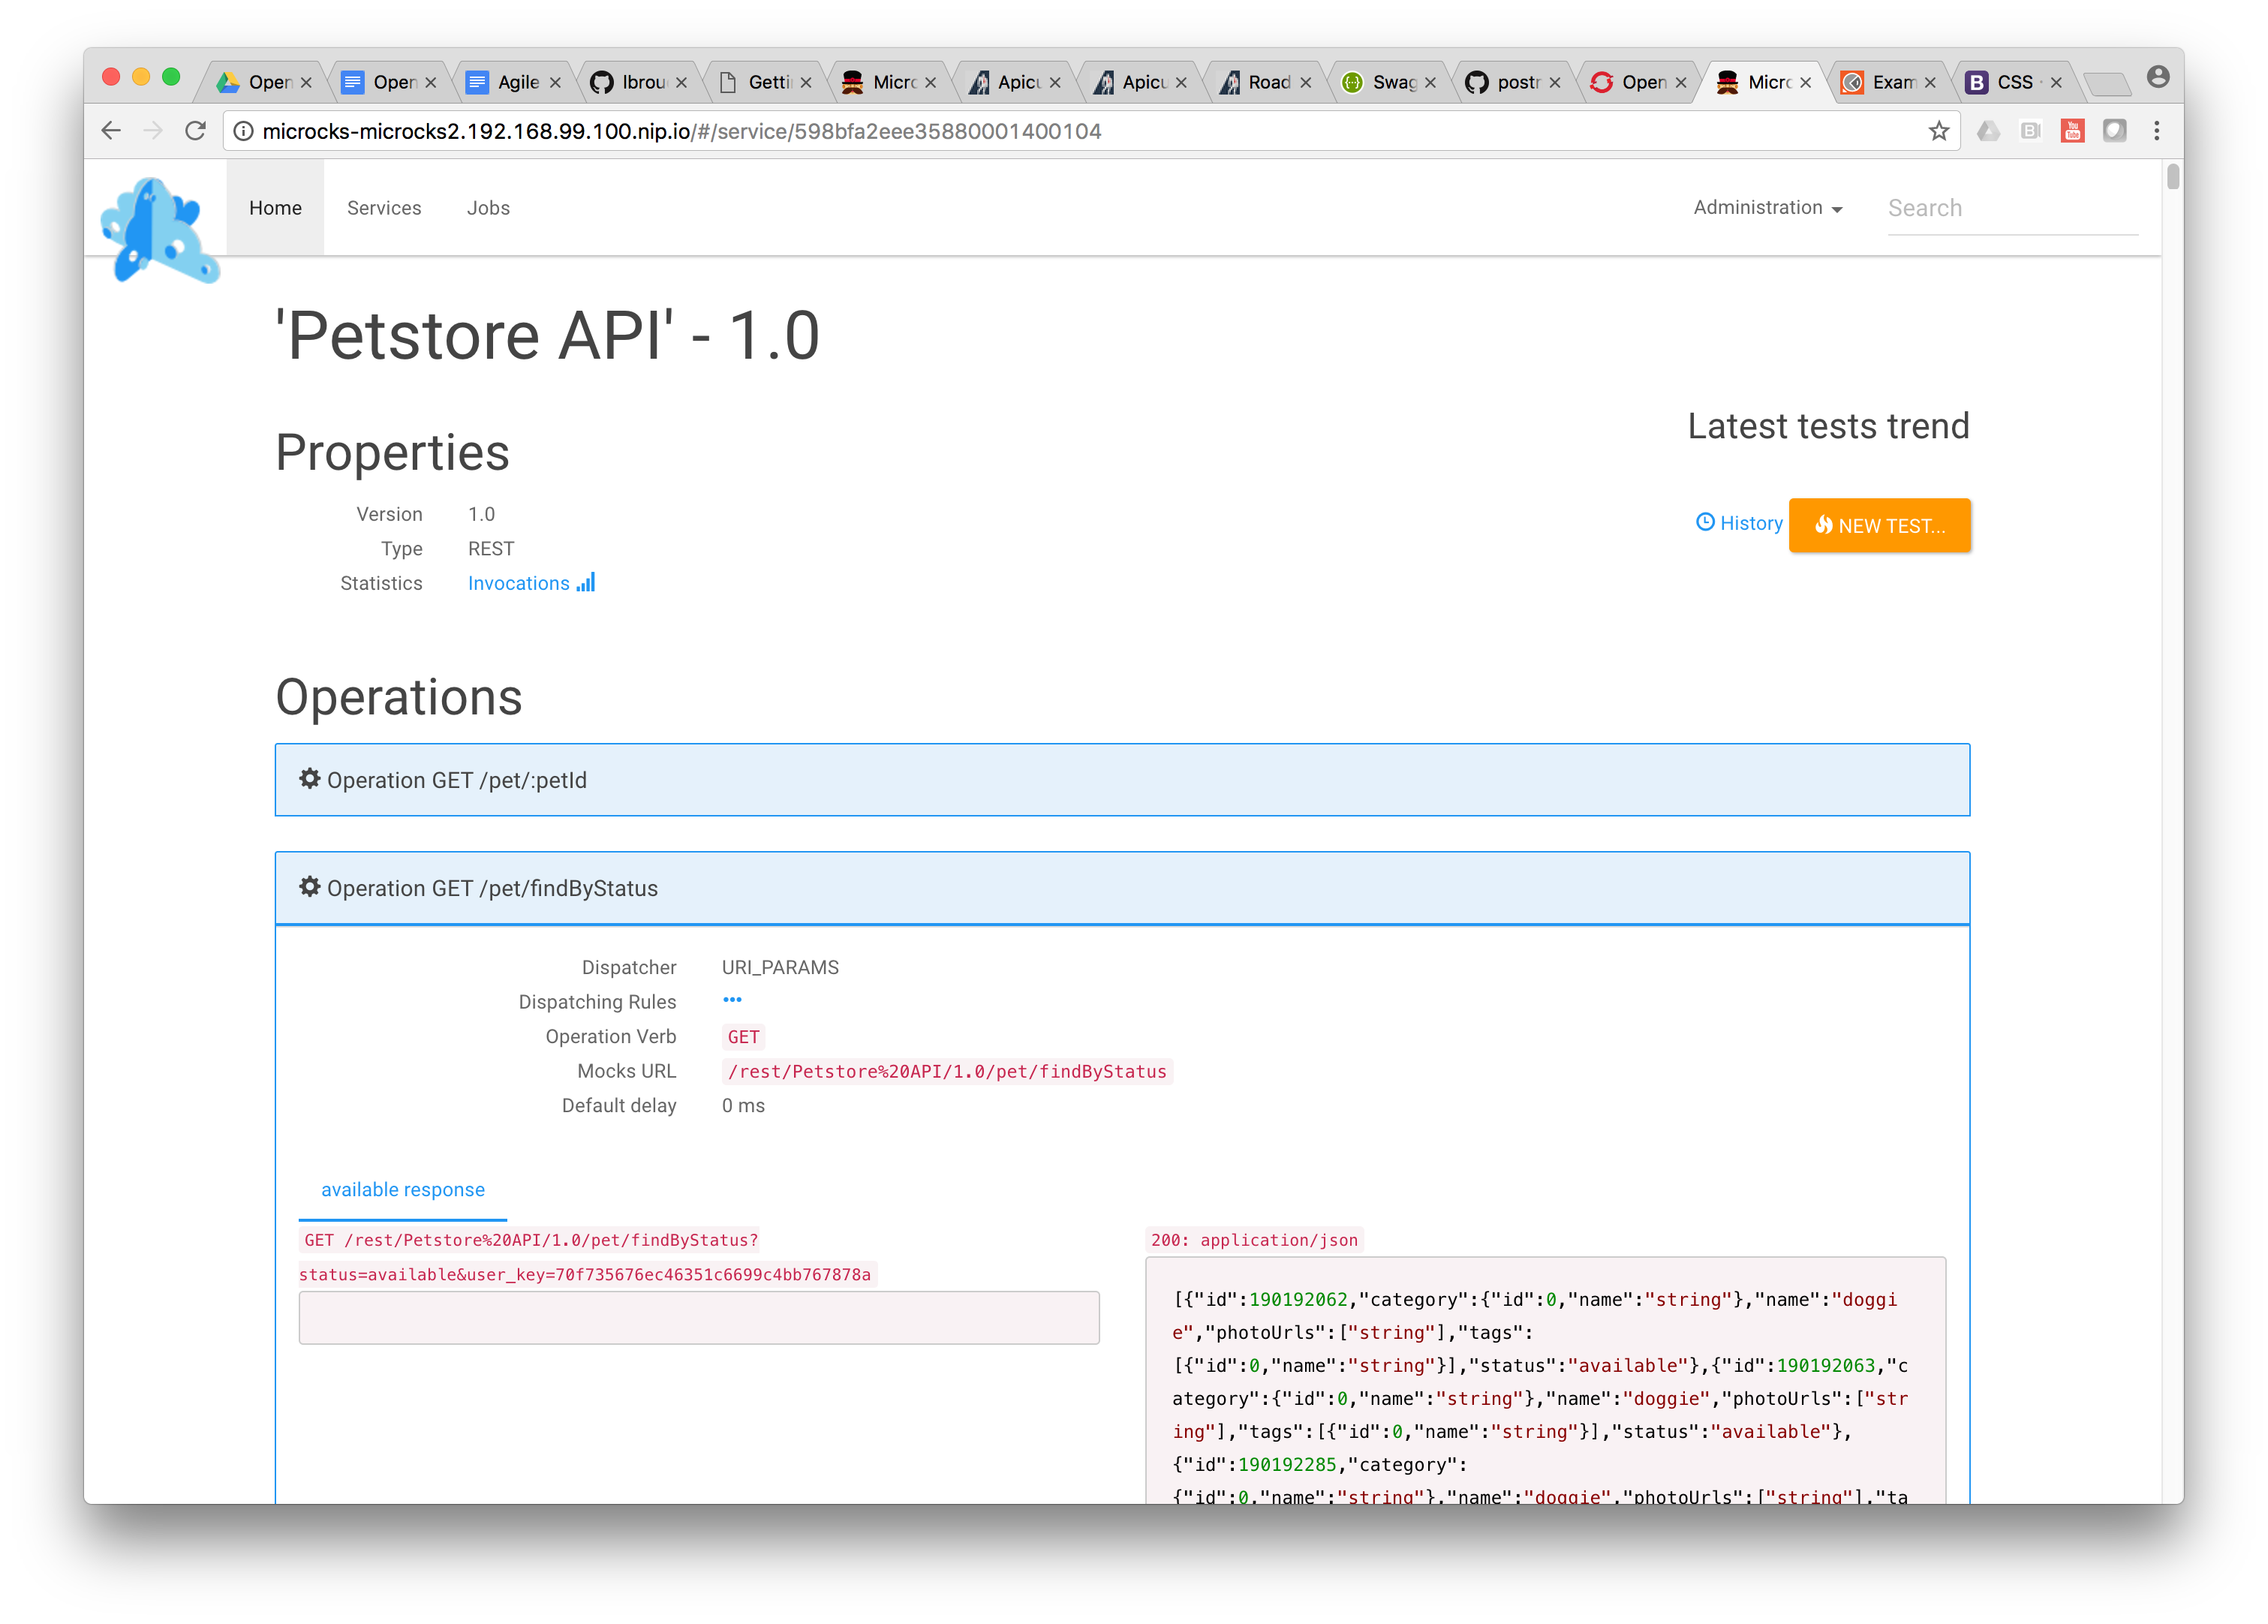 Open
Open
Agile
lbrou
Getti
Micro
Apicu
Apicu
Road
Swag
postr
Open
Micro
Exam
CSS
microcks-microcks2.192.168.99.100.nip.io/#/service/598bfa2eee35880001400104
Home Services Jobs Administration Search
'Petstore API' - 1.0
Latest tests trend
Properties
Version 1.0
Type REST
Statistics Invocations
History NEW TEST...
Operations
Operation GET /pet/:petId
Operation GET /pet/findByStatus
Dispatcher URI_PARAMS
Dispatching Rules •••
Operation Verb GET
Mocks URL /rest/Petstore%20API/1.0/pet/findByStatus
Default delay 0 ms
available response
GET /rest/Petstore%20API/1.0/pet/findByStatus?
status=available&user_key=70f735676ec46351c6699c4bb767878a
200: application/json
[{"id":190192062,"category":{"id":0,"name":"string"},"name":"doggi
e","photoUrls":["string"],"tags":
[{"id":0,"name":"string"}],"status":"available"},{"id":190192063,"c
ategory":{"id":0,"name":"string"},"name":"doggie","photoUrls":["str
ing"],"tags":[{"id":0,"name":"string"}],"status":"available"},
{"id":190192285,"category":
{"id":0,"name":"string"},"name":"doggie","photoUrls":["string"],"ta